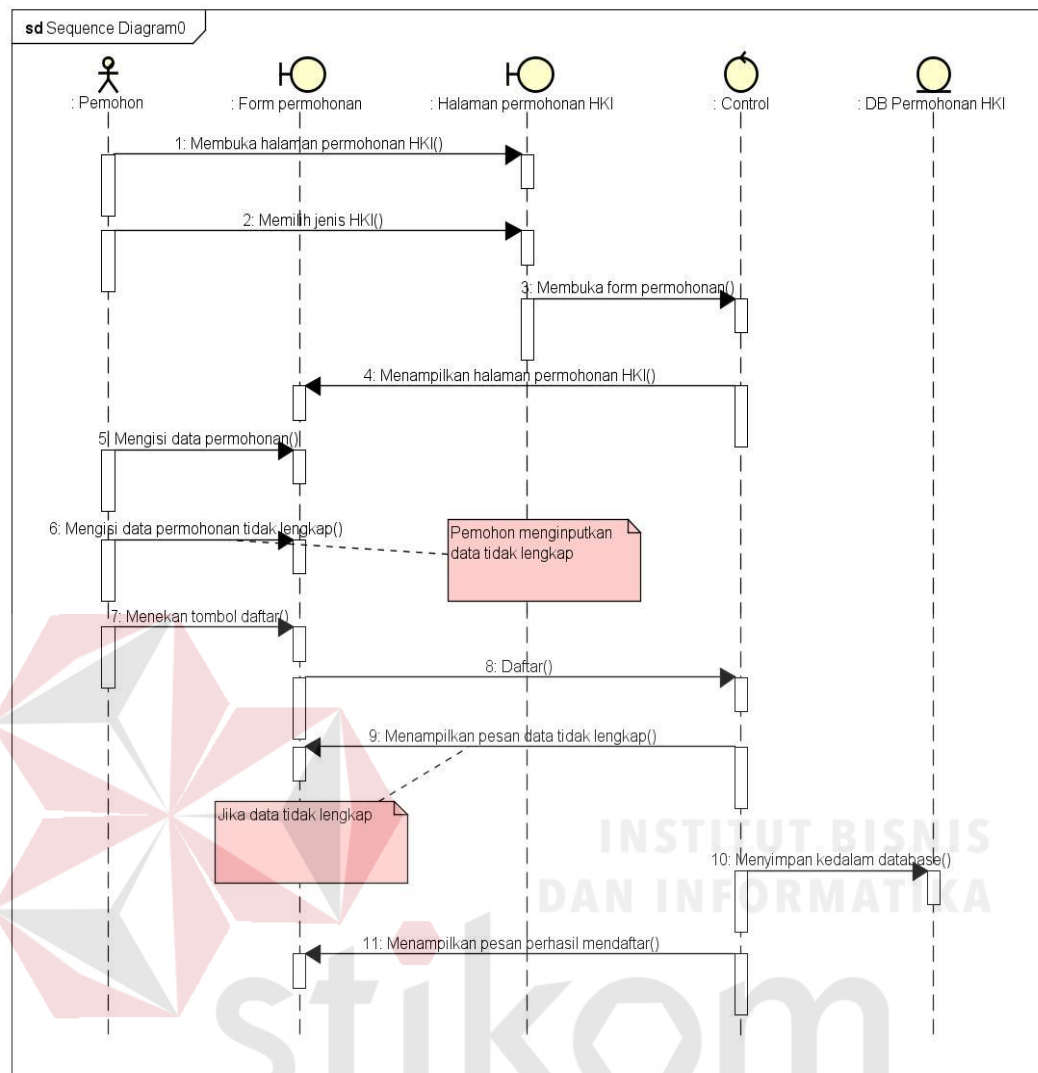 sd Sequence Diagram0
: Pemohon
: Form permohonan
: Halaman permohonan HKI
: Control
: DB Permohonan HKI
1: Membuka halaman permohonan HKI()
2: Memilih jenis HKI()
3: Membuka form permohonan()
4: Menampilkan halaman permohonan HKI()
5: Mengisi data permohonan()
6: Mengisi data permohonan tidak lengkap()
Pemohon menginputkan
data tidak lengkap
7: Menekan tombol daftar()
8: Daftar()
9: Menampilkan pesan data tidak lengkap()
Jika data tidak lengkap
INSTITUT BISNIS
DAN INFORMATIKA
10: Menyimpan kedalam database()
11: Menampilkan pesan berhasil mendaftar()
stikom